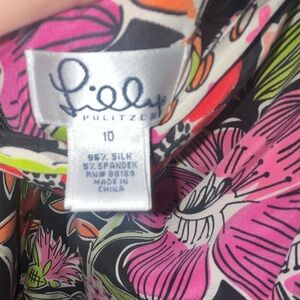 Lilly
PULITZER
10
95% SILK
5% SPANDEX
RN# 88189
MADE IN
CHINA